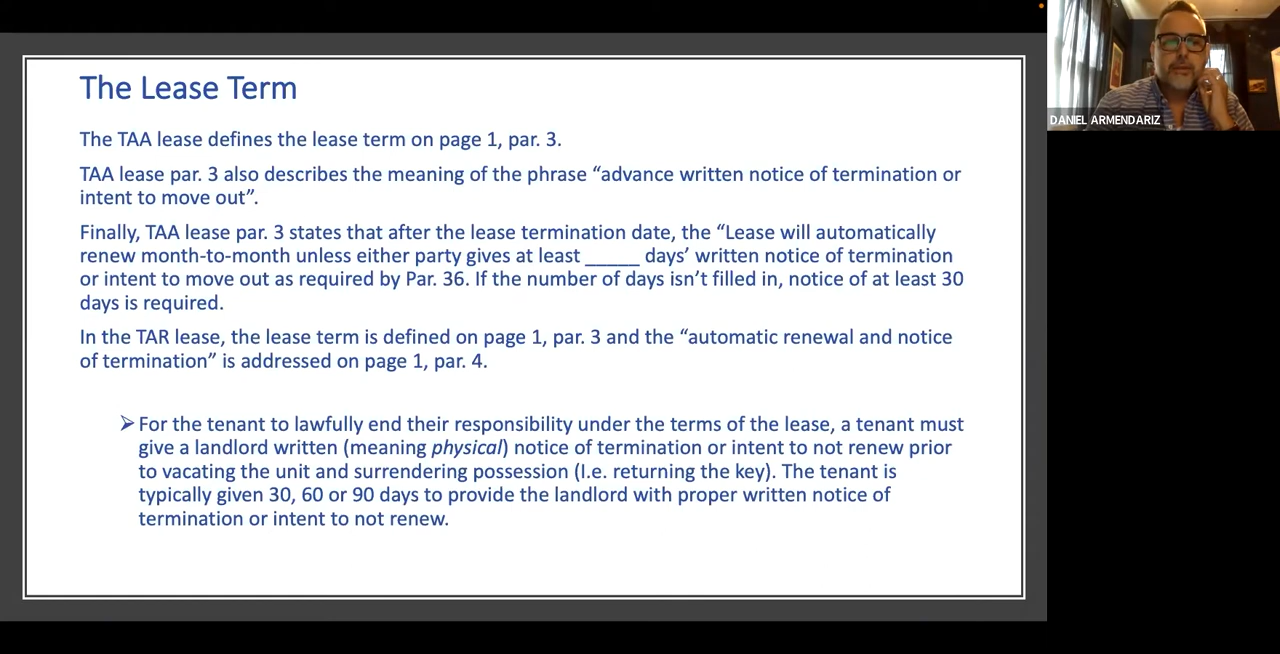 The Lease Term
The TAA lease defines the lease term on page 1, par. 3.
TAA lease par. 3 also describes the meaning of the phrase “advance written notice of termination or
intent to move out”.
Finally, TAA lease par. 3 states that after the lease termination date, the “Lease will automatically
renew month-to-month unless either party gives at least _____ days’ written notice of termination
or intent to move out as required by Par. 36. If the number of days isn’t filled in, notice of at least 30
days is required.
In the TAR lease, the lease term is defined on page 1, par. 3 and the “automatic renewal and notice
of termination” is addressed on page 1, par. 4.
For the tenant to lawfully end their responsibility under the terms of the lease, a tenant must
give a landlord written (meaning physical) notice of termination or intent to not renew prior
to vacating the unit and surrendering possession (I.e. returning the key). The tenant is
typically given 30, 60 or 90 days to provide the landlord with proper written notice of
termination or intent to not renew.
DANIEL ARMENDARIZ